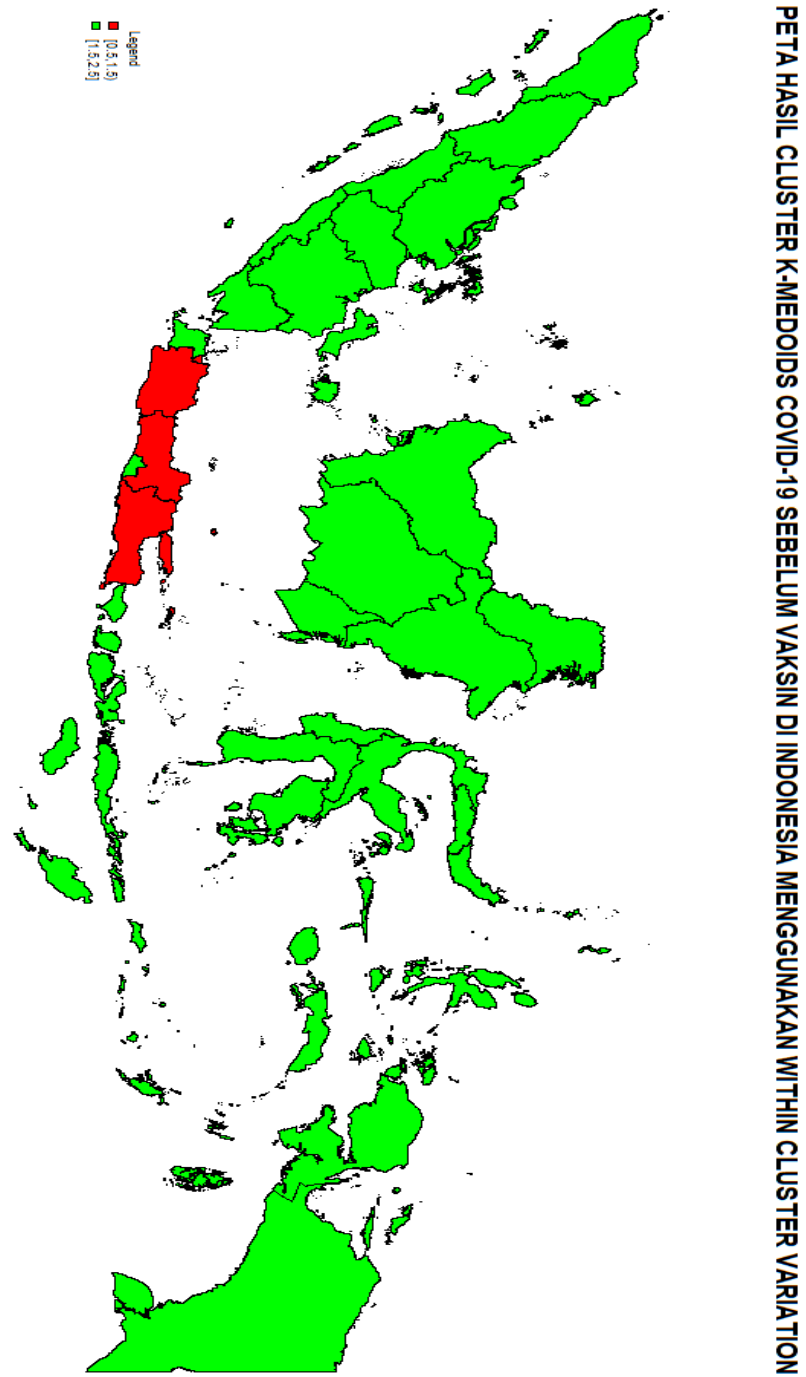 PETA HASIL CLUSTER K-MEDOIDS COVID-19 SEBELUM VAKSIN DI INDONESIA MENGGUNAKAN WITHIN CLUSTER VARIATION
Legend
[0.5,1.5)
[1.5,2.5]